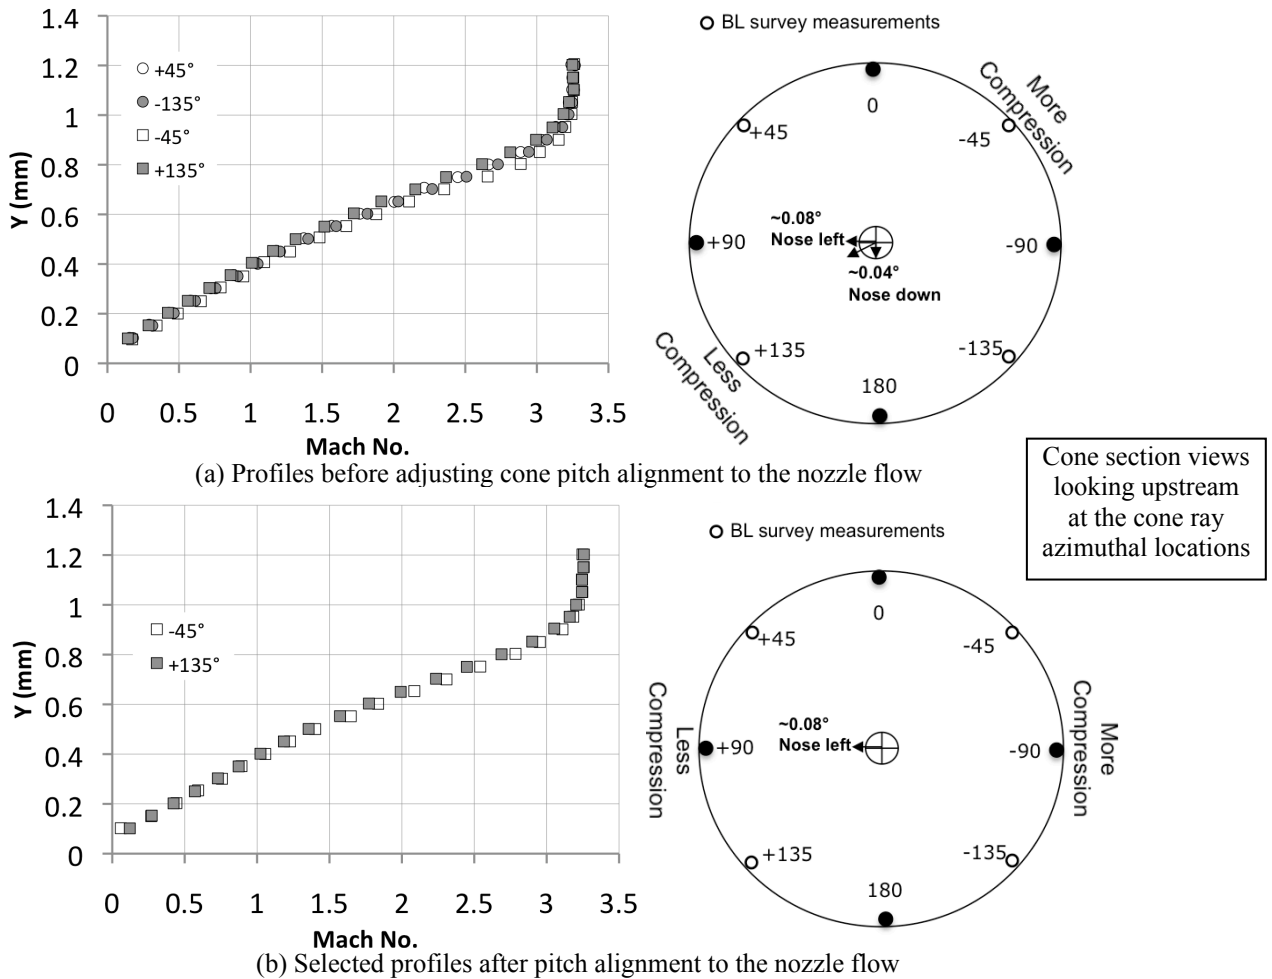 1.4
1.2
1
0.8
0.6
0.4
0.2
0
Y (mm)
+45°
-135°
-45°
+135°
0 0.5 1 1.5 2 2.5 3 3.5
Mach No.
BL survey measurements
More
Compression
0
+45
-45
~0.08°
Nose left
+90
-90
~0.04°
Nose down
+135
-135
Less
Compression
180
(a) Profiles before adjusting cone pitch alignment to the nozzle flow
Cone section views
looking upstream
at the cone ray
azimuthal locations
1.4
1.2
1
0.8
0.6
0.4
0.2
0
Y (mm)
-45°
+135°
0 0.5 1 1.5 2 2.5 3 3.5
Mach No.
BL survey measurements
0
+45
-45
Less
Compression
~0.08°
Nose left
+90
-90
More
Compression
+135
-135
180
(b) Selected profiles after pitch alignment to the nozzle flow